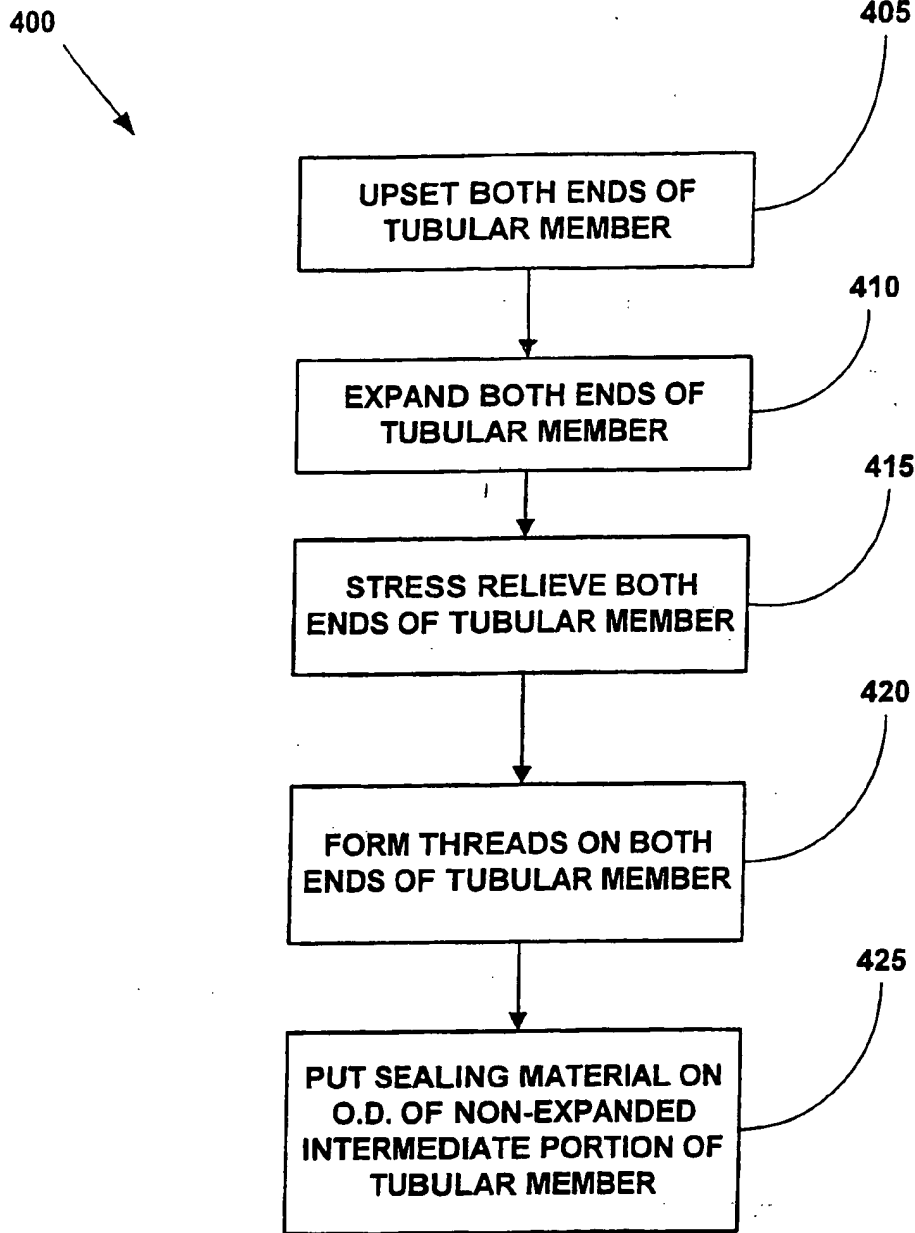 400
405
UPSET BOTH ENDS OF
TUBULAR MEMBER
410
EXPAND BOTH ENDS OF
TUBULAR MEMBER
415
STRESS RELIEVE BOTH
ENDS OF TUBULAR MEMBER
420
FORM THREADS ON BOTH
ENDS OF TUBULAR MEMBER
425
PUT SEALING MATERIAL ON
O.D. OF NON-EXPANDED
INTERMEDIATE PORTION OF
TUBULAR MEMBER